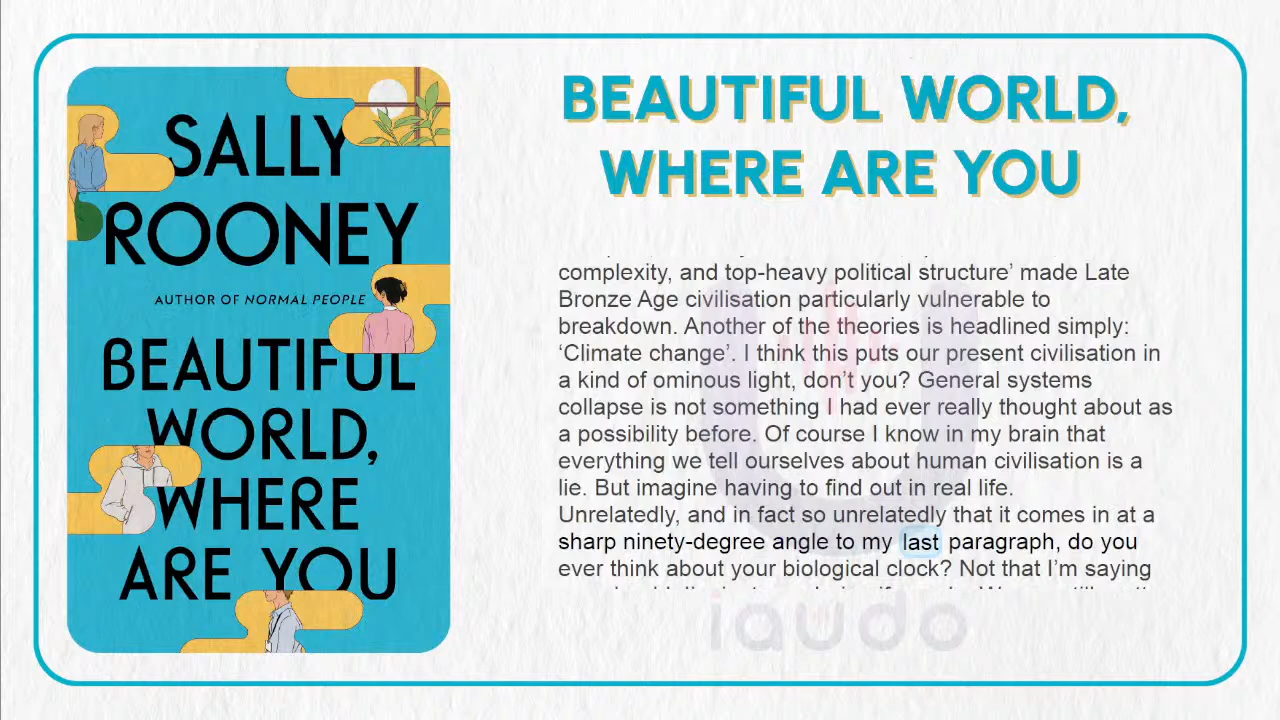 SALLY
ROONEY
AUTHOR OF NORMAL PEOPLE
BEAUTIFUL
WORLD,
WHERE
ARE YOU
BEAUTIFUL WORLD,
WHERE ARE YOU
complexity, and top-heavy political structure’ made Late
Bronze Age civilisation particularly vulnerable to
breakdown. Another of the theories is headlined simply:
‘Climate change’. I think this puts our present civilisation in
a kind of ominous light, don’t you? General systems
collapse is not something I had ever really thought about as
a possibility before. Of course I know in my brain that
everything we tell ourselves about human civilisation is a
lie. But imagine having to find out in real life.
Unrelatedly, and in fact so unrelatedly that it comes in at a
sharp ninety-degree angle to my last paragraph, do you
ever think about your biological clock? Not that I’m saying
iaudo